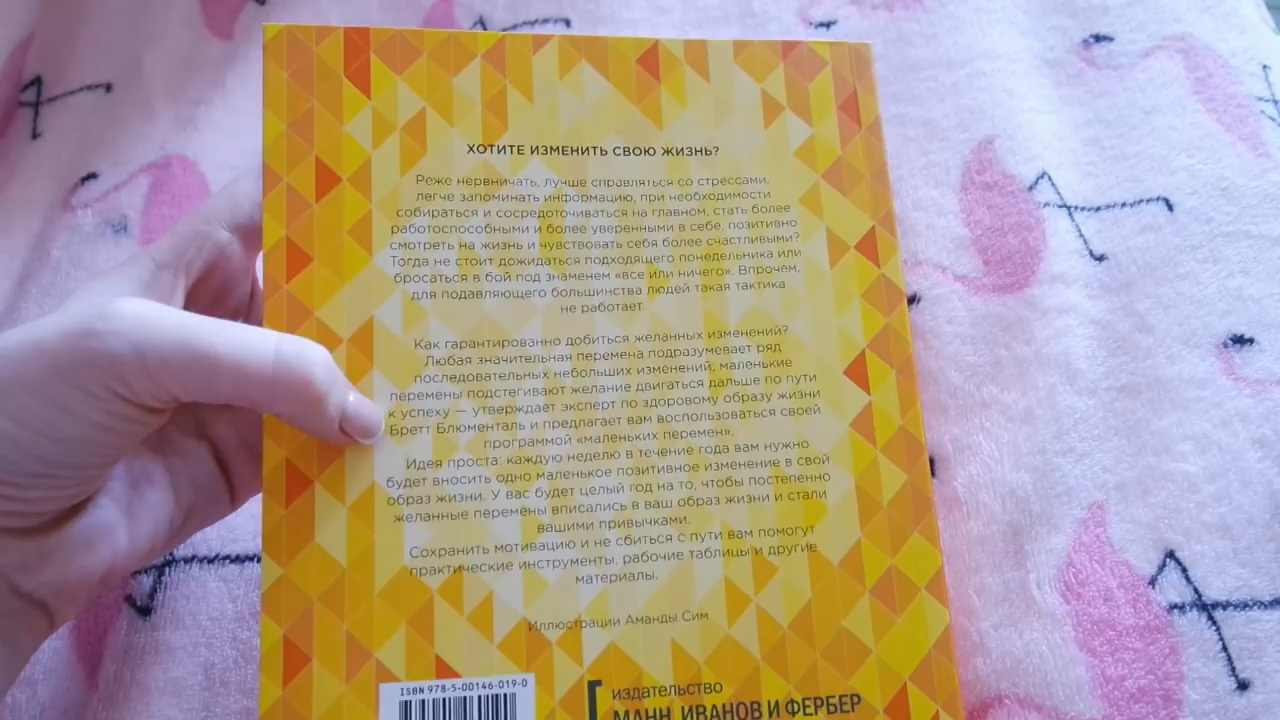 ХОТИТЕ ИЗМЕНИТЬ СВОЮ ЖИЗНЬ?
Реже нервничать, лучше справляться со стрессами,
легче запоминать информацию, при необходимости
собираться и сосредоточиваться на главном, стать более
работоспособными и более уверенными в себе, позитивно
смотреть на жизнь и чувствовать себя более счастливыми?
Тогда не стоит дожидаться подходящего понедельника или
бросаться в бой под знаменем «все или ничего». Впрочем,
для подавляющего большинства людей такая тактика
не работает.
Как гарантированно добиться желанных изменений?
Любая значительная перемена подразумевает ряд
последовательных небольших изменений; маленькие
перемены подстегивают желание двигаться дальше по пути
к успеху — утверждает эксперт по здоровому образу жизни
Бретт Блюменталь и предлагает вам воспользоваться своей
программой «маленьких перемен».
Идея проста: каждую неделю в течение года вам нужно
будет вносить одно маленькое позитивное изменение в свой
образ жизни. У вас будет целый год на то, чтобы постепенно
желанные перемены вписались в ваш образ жизни и стали
вашими привычками.
Сохранить мотивацию и не сбиться с пути вам помогут
практические инструменты, рабочие таблицы и другие
материалы.
Иллюстрации Аманды Сим
ISBN 978-5-00146-019-0
издательство
МАНН, ИВАНОВ И ФЕРБЕР